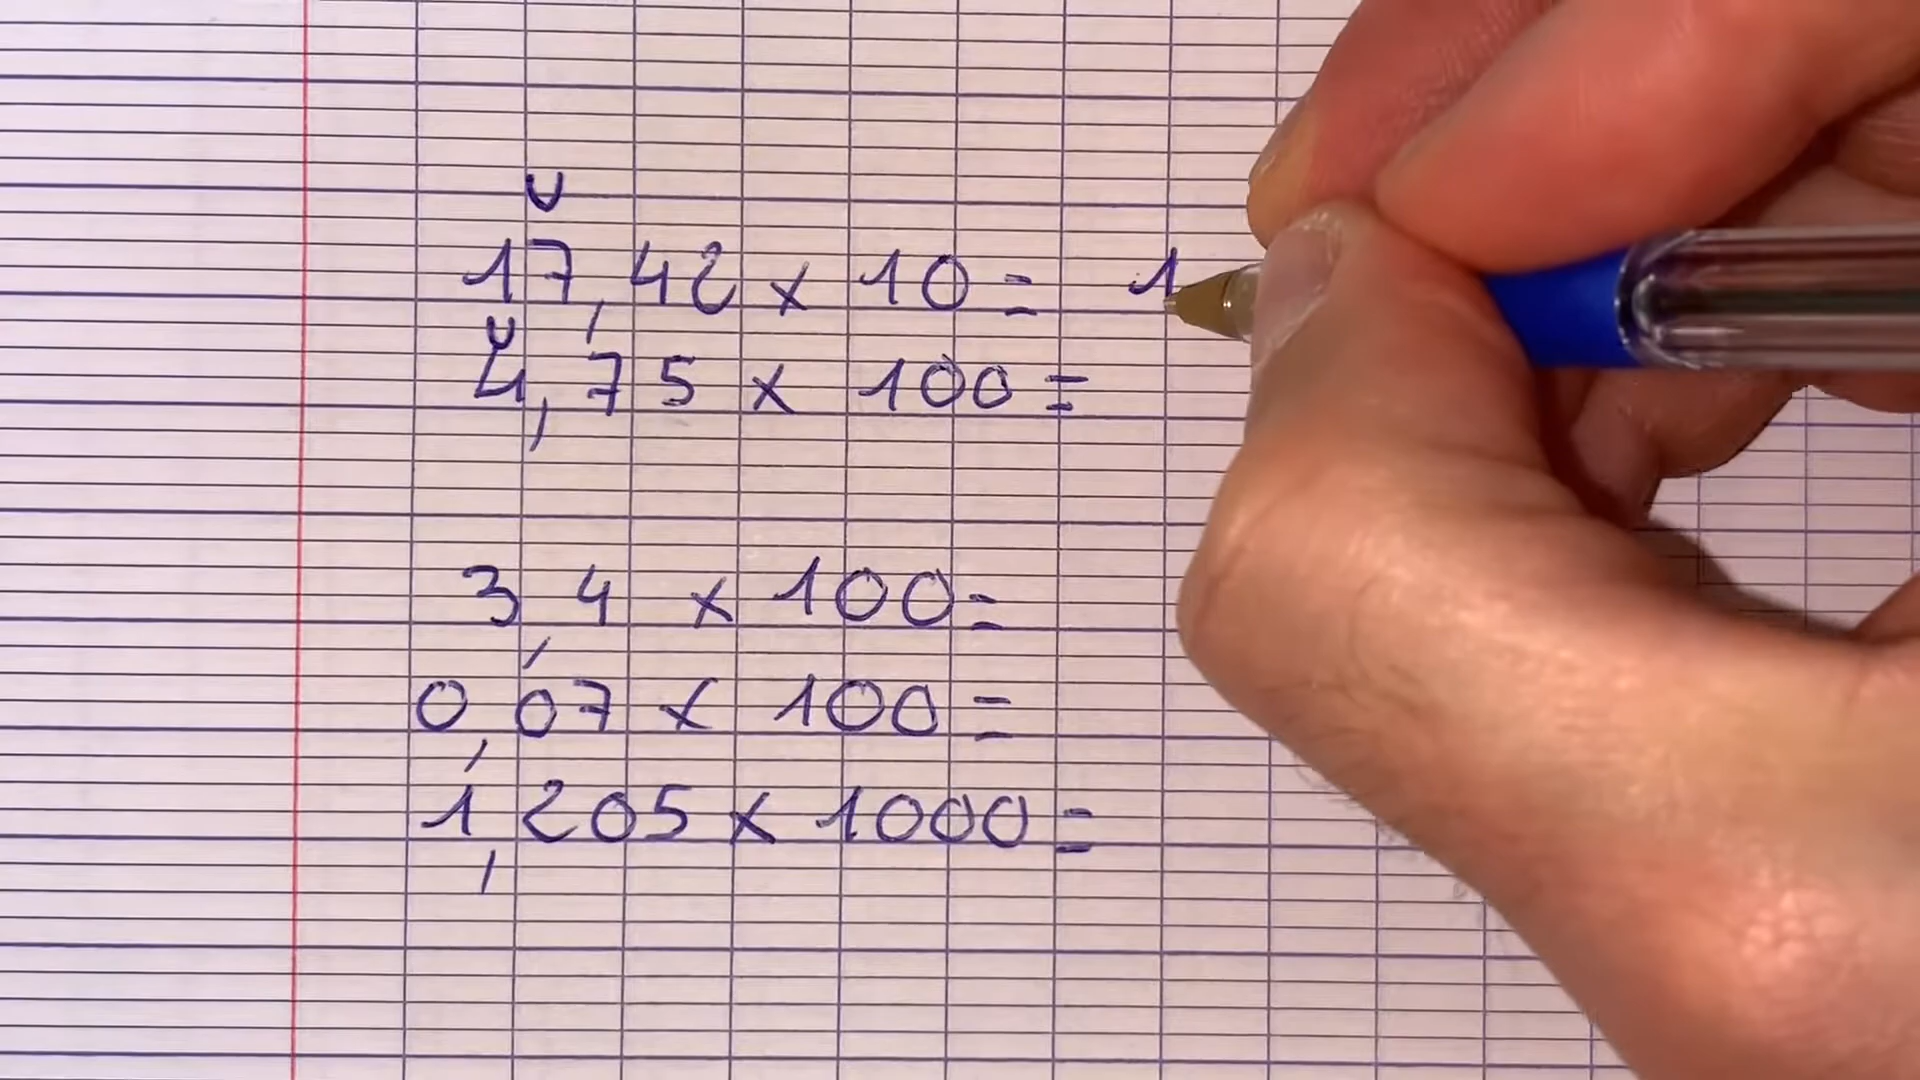 U
17,42 x 10 = 1
U
4,75 x 100 =
3,4 x 100 =
0,07 x 100 =
1,205 x 1000 =